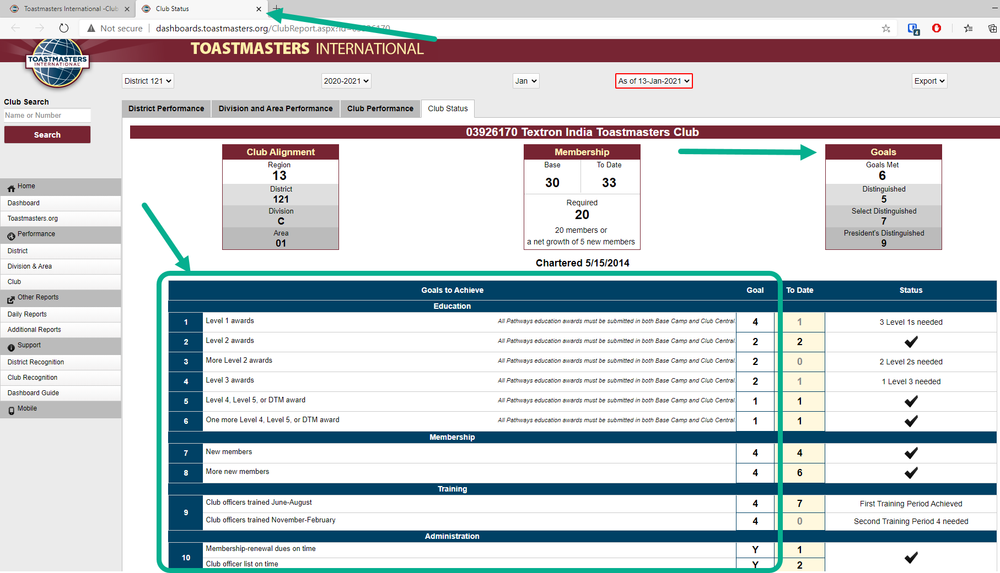 Toastmasters International -Club
Club Status
Not secure
dashboards.toastmasters.org/ClubReport.aspx?id=03926170
4
TOASTMASTERS INTERNATIONAL
TOASTMASTERS
INTERNATIONAL
District 121
2020-2021
Jan
As of 13-Jan-2021
Export
Club Search
Name or Number
Search
District Performance
Division and Area Performance
Club Performance
Club Status
03926170 Textron India Toastmasters Club
Club Alignment
Region
13
District
121
Division
C
Area
01
Membership
Base To Date
30 33
Required
20
20 members or
a net growth of 5 new members
Goals
Goals Met
6
Distinguished
5
Select Distinguished
7
President's Distinguished
9
Chartered 5/15/2014
Home
Dashboard
Toastmasters.org
Performance
District
Division & Area
Club
Other Reports
Daily Reports
Additional Reports
Support
District Recognition
Club Recognition
Dashboard Guide
Mobile
Goals to Achieve Goal To Date Status
Education
1 Level 1 awards All Pathways education awards must be submitted in both Base Camp and Club Central. 4 1 3 Level 1s needed
2 Level 2 awards All Pathways education awards must be submitted in both Base Camp and Club Central. 2 2
3 More Level 2 awards All Pathways education awards must be submitted in both Base Camp and Club Central. 2 0 2 Level 2s needed
4 Level 3 awards All Pathways education awards must be submitted in both Base Camp and Club Central. 2 1 1 Level 3 needed
5 Level 4, Level 5, or DTM award All Pathways education awards must be submitted in both Base Camp and Club Central. 1 1
6 One more Level 4, Level 5, or DTM award All Pathways education awards must be submitted in both Base Camp and Club Central. 1 1
Membership
7 New members 4 4
8 More new members 4 6
Training
9 Club officers trained June-August 4 7 First Training Period Achieved
Club officers trained November-February 4 0 Second Training Period 4 needed
Administration
10 Membership-renewal dues on time Y 1
Club officer list on time Y 2